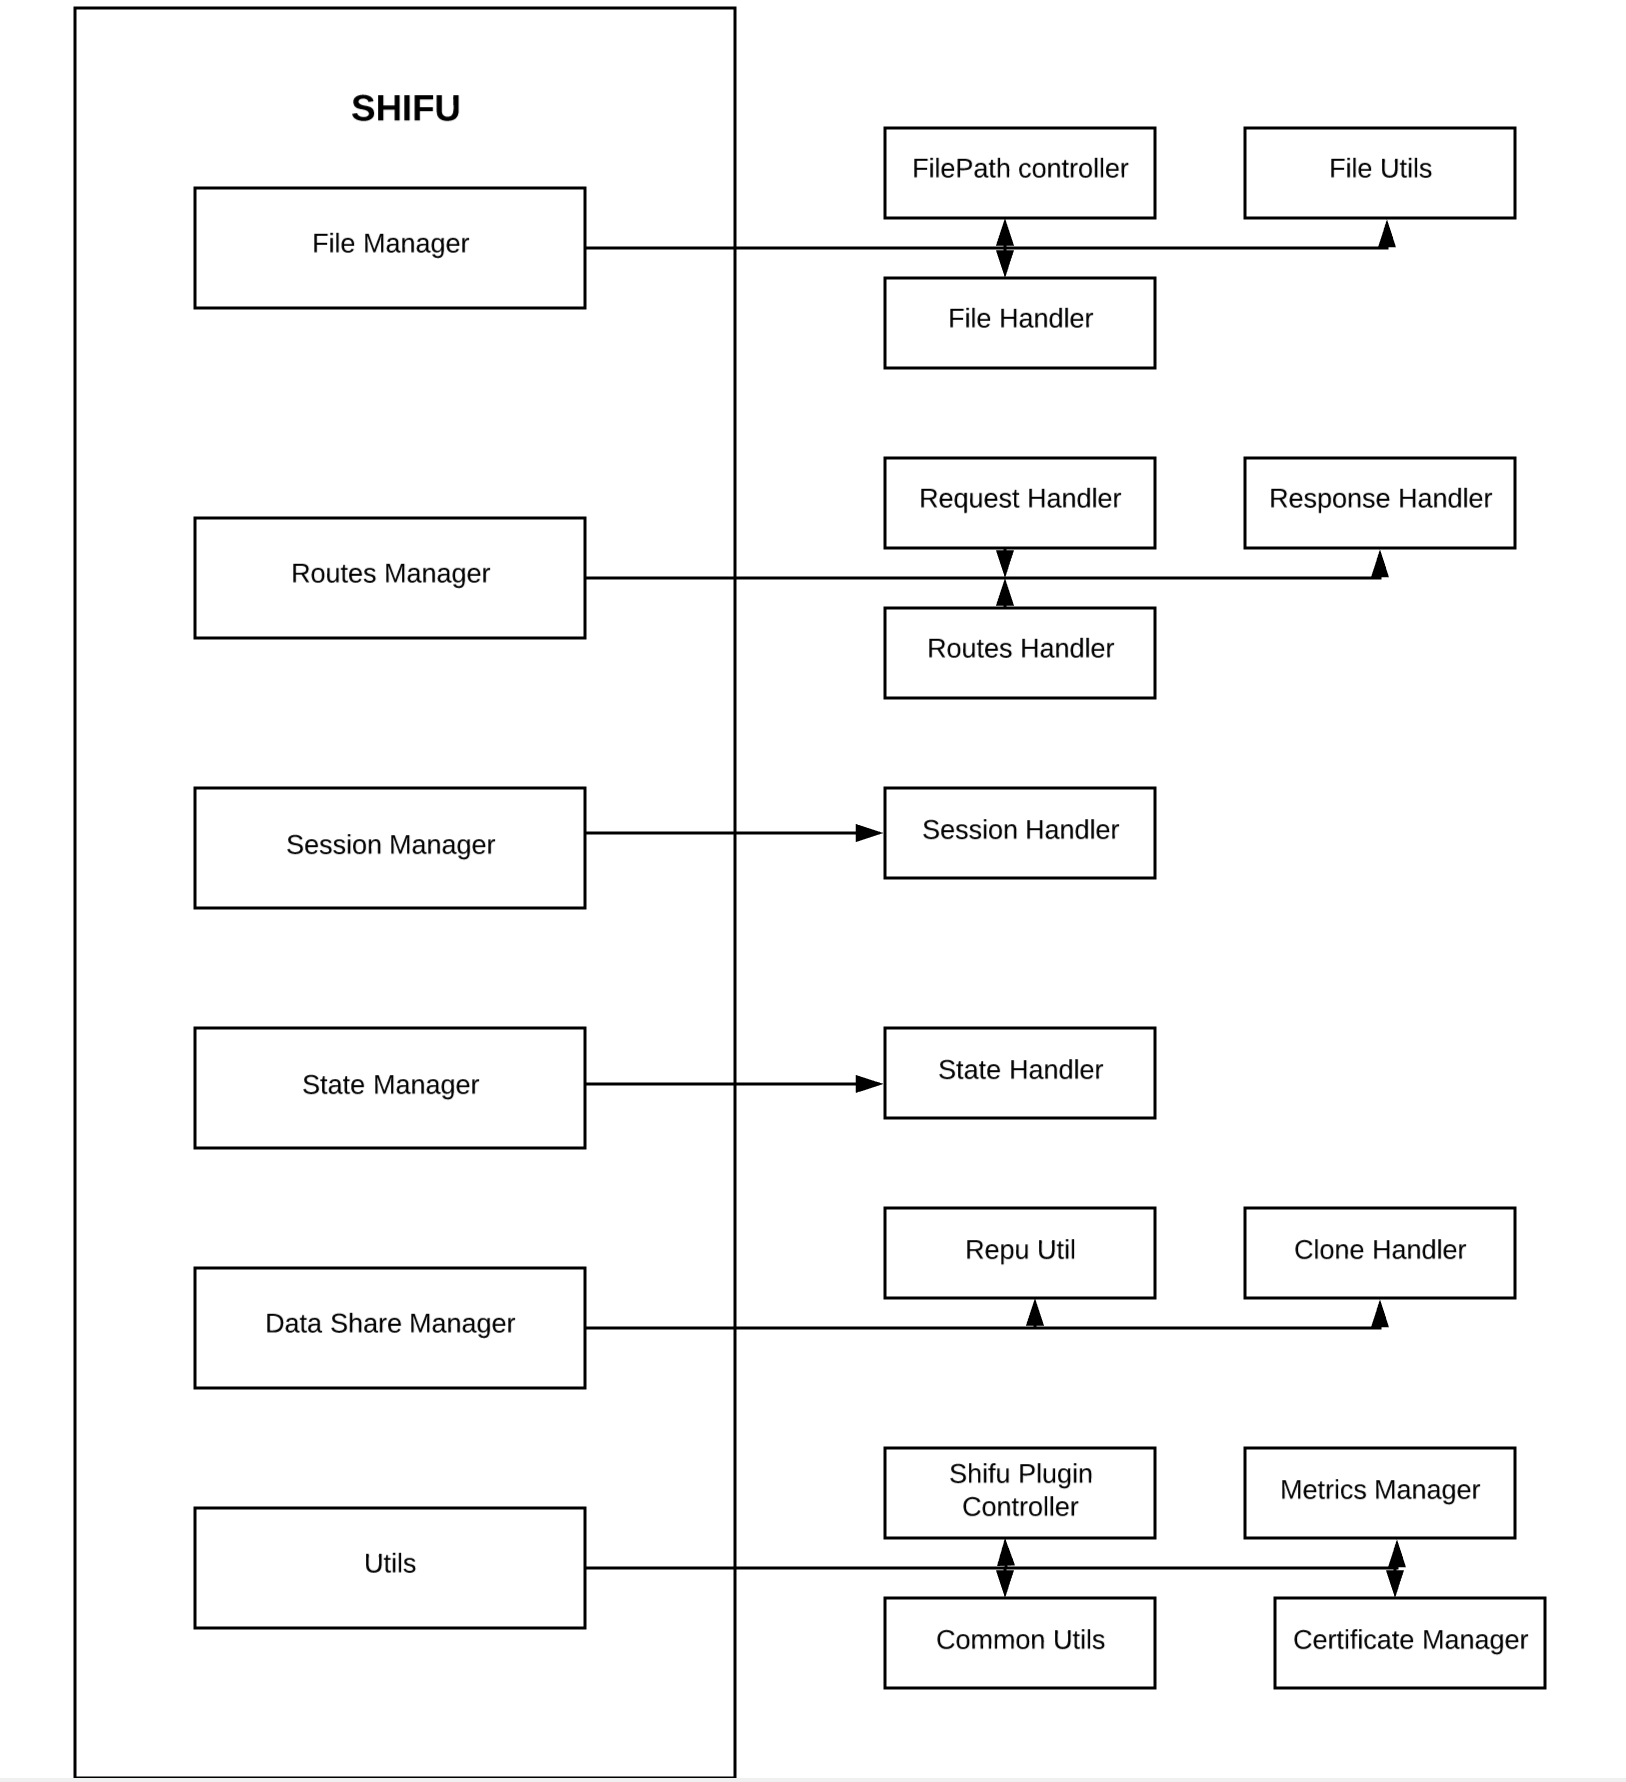 SHIFU
FilePath controller
File Utils
File Manager
File Handler
Request Handler
Response Handler
Routes Manager
Routes Handler
Session Manager
Session Handler
State Manager
State Handler
Repu Util
Clone Handler
Data Share Manager
Shifu Plugin
Controller
Metrics Manager
Utils
Common Utils
Certificate Manager